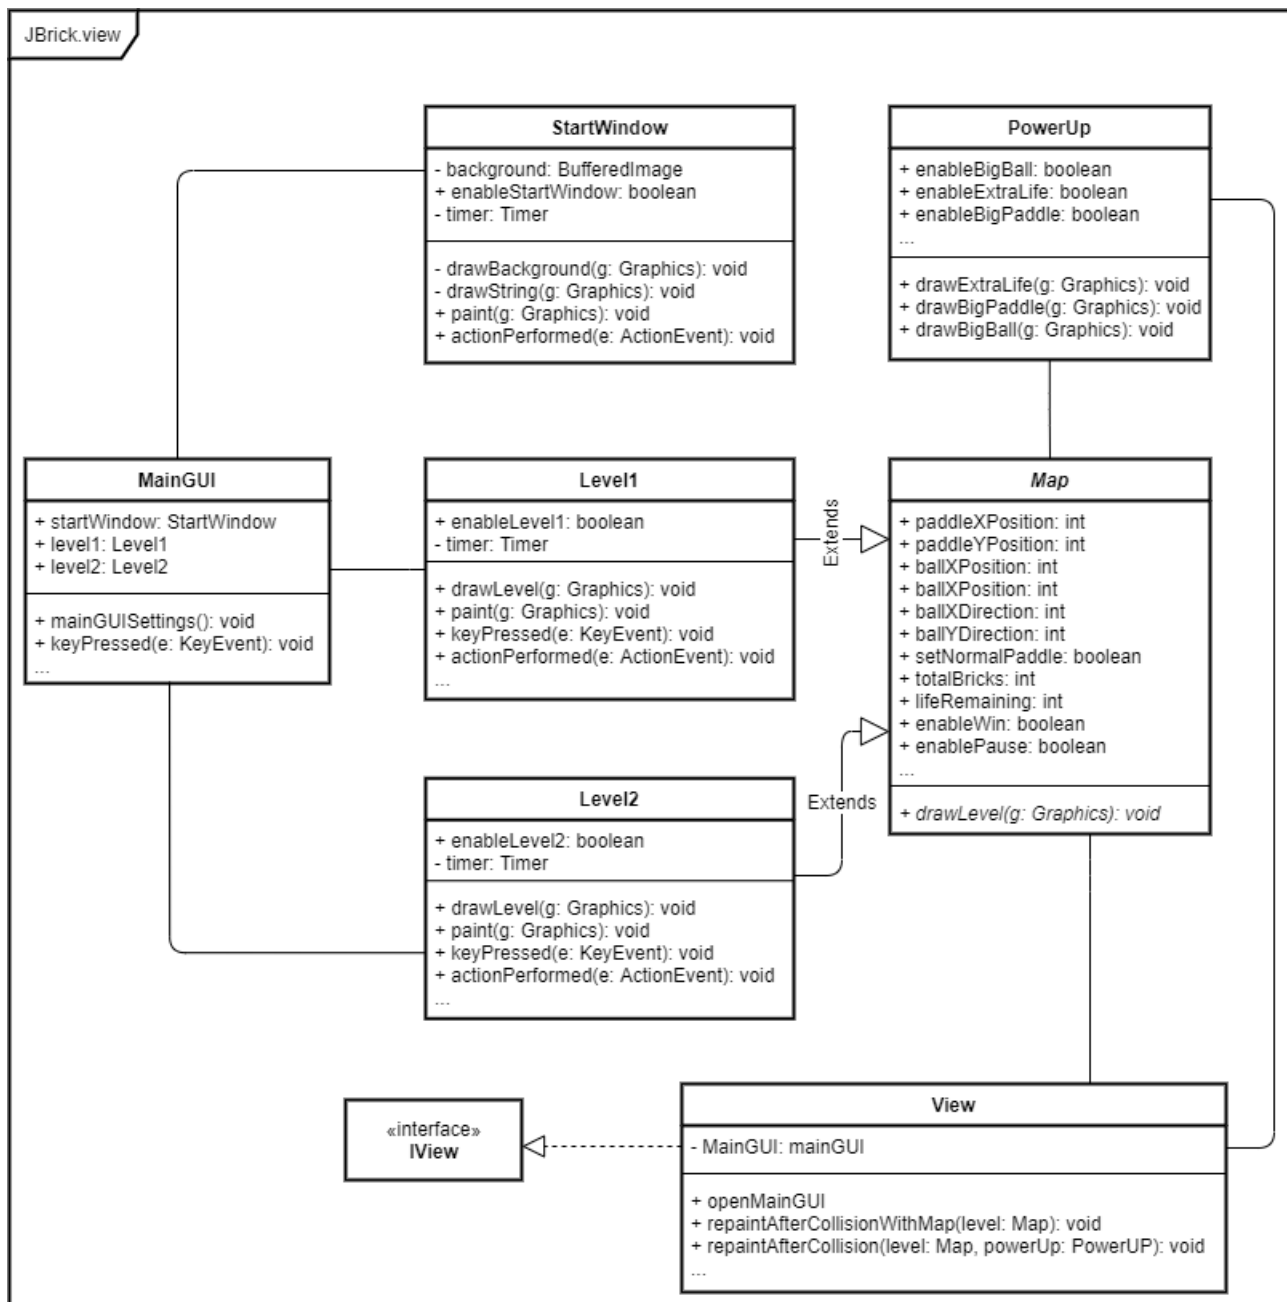 JBrick.view
StartWindow
- background: BufferedImage
+ enableStartWindow: boolean
- timer: Timer
- drawBackground(g: Graphics): void
- drawString(g: Graphics): void
+ paint(g: Graphics): void
+ actionPerformed(e: ActionEvent): void
PowerUp
+ enableBigBall: boolean
+ enableExtraLife: boolean
+ enableBigPaddle: boolean
...
+ drawExtraLife(g: Graphics): void
+ drawBigPaddle(g: Graphics): void
+ drawBigBall(g: Graphics): void
MainGUI
+ startWindow: StartWindow
+ level1: Level1
+ level2: Level2
+ mainGUISettings(): void
+ keyPressed(e: KeyEvent): void
...
Level1
+ enableLevel1: boolean
- timer: Timer
+ drawLevel(g: Graphics): void
+ paint(g: Graphics): void
+ keyPressed(e: KeyEvent): void
+ actionPerformed(e: ActionEvent): void
...
Extends
Map
+ paddleXPosition: int
+ paddleYPosition: int
+ ballXPosition: int
+ ballXPosition: int
+ ballXDirection: int
+ ballYDirection: int
+ setNormalPaddle: boolean
+ totalBricks: int
+ lifeRemaining: int
+ enableWin: boolean
+ enablePause: boolean
...
+ drawLevel(g: Graphics): void
Level2
+ enableLevel2: boolean
- timer: Timer
+ drawLevel(g: Graphics): void
+ paint(g: Graphics): void
+ keyPressed(e: KeyEvent): void
+ actionPerformed(e: ActionEvent): void
...
Extends
«interface»
IView
View
- MainGUI: mainGUI
+ openMainGUI
+ repaintAfterCollisionWithMap(level: Map): void
+ repaintAfterCollision(level: Map, powerUp: PowerUP): void
...